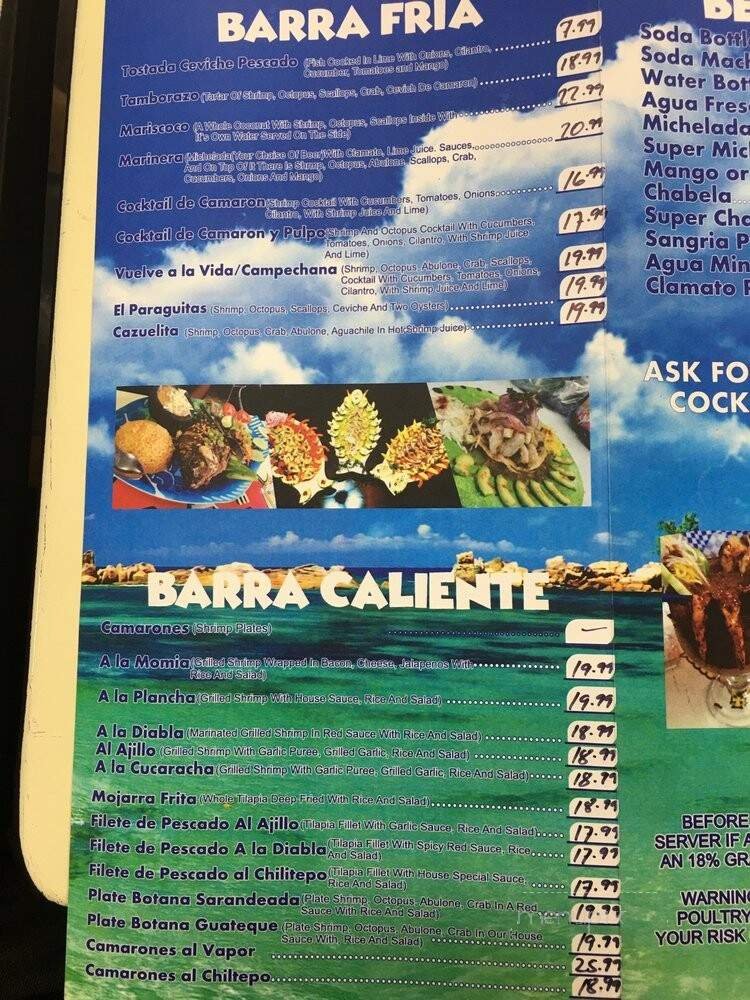 BARRA FRIA
Tostada Ceviche Pescado (Fish Cooked In Lime With Onions, Cilantro, 7.99
Cucumber, Tomatoes and Mango)
Tamborazo (Tartar Of Shrimp, Octopus, Scallops, Crab, Cevich De Camaron) 18.99
Mariscoco (A Whole Coconut With Shrimp, Octopus, Scallops Inside With 22.99
It's Own Water Served On The Side)
Marinera (Michelada(Your Chaise Of Beer)With Clamato, Lime Juice. Sauces, 20.99
And On Top Of It There is Shrmp, Octopus, Abulone, Scallops, Crab,
Cucumbers, Onions And Mango)
Cocktail de Camaron (Shrimp Cocktail With Cucumbers, Tomatoes, Onions, 16.99
Cilantro, With Shrimp Juice And Lime)
Cocktail de Camaron y Pulpo (Shrimp And Octopus Cocktail With Cucumbers, 17.99
Tomatoes, Onions, Cilantro, With Shrimp Juice
And Lime)
Vuelve a la Vida/Campechana (Shrimp, Octopus, Abulone, Crab, Scallops, 19.99
Cocktail With Cucumbers, Tomatoes, Onions,
Cilantro, With Shrimp Juice And Lime)
El Paraguitas (Shrimp, Octopus, Scallops, Ceviche And Two Oysters) 19.99
Cazuelita (Shrimp, Octopus, Crab, Abulone, Aguachile In Hot Shrimp Juice) 19.99
BARRA CALIENTE
Camarones (Shrimp Plates) —
A la Momia (Grilled Shrimp Wrapped In Bacon, Cheese, Jalapenos With 19.99
Rice And Salad)
A la Plancha (Grilled Shrimp With House Sauce, Rice And Salad) 19.99
A la Diabla (Marinated Grilled Shrimp In Red Sauce With Rice And Salad) 18.99
Al Ajillo (Grilled Shrimp With Garlic Puree, Grilled Garlic, Rice And Salad) 18.99
A la Cucaracha (Grilled Shrimp With Garlic Puree, Grilled Garlic, Rice And Salad) 18.99
Mojarra Frita (Whole Tilapia Deep Fried With Rice And Salad) 18.99
Filete de Pescado Al Ajillo (Tilapia Fillet With Garlic Sauce, Rice And Salad) 17.99
Filete de Pescado A la Diabla (Tilapia Fillet With Spicy Red Sauce, Rice 17.99
And Salad)
Filete de Pescado al Chilitepo (Tilapia Fillet With House Special Sauce, 17.99
Rice And Salad)
Plate Botana Sarandeada (Plate Shrimp, Octopus, Abulone, Crab In A Red 19.99
Sauce With Rice And Salad)
Plate Botana Guateque (Plate Shrimp, Octopus, Abulone, Crab In Our House 19.99
Sauce With, Rice And Salad)
Camarones al Vapor 25.99
Camarones al Chiltepo 18.99
Soda Bottl
Soda Mach
Water Bot
Agua Fres
Michelada
Super Mic
Mango or
Chabela
Super Cha
Sangria P
Agua Min
Clamato P
ASK FO
COCK
BEFORE
SERVER IF A
AN 18% GR
WARNING
POULTRY
YOUR RISK